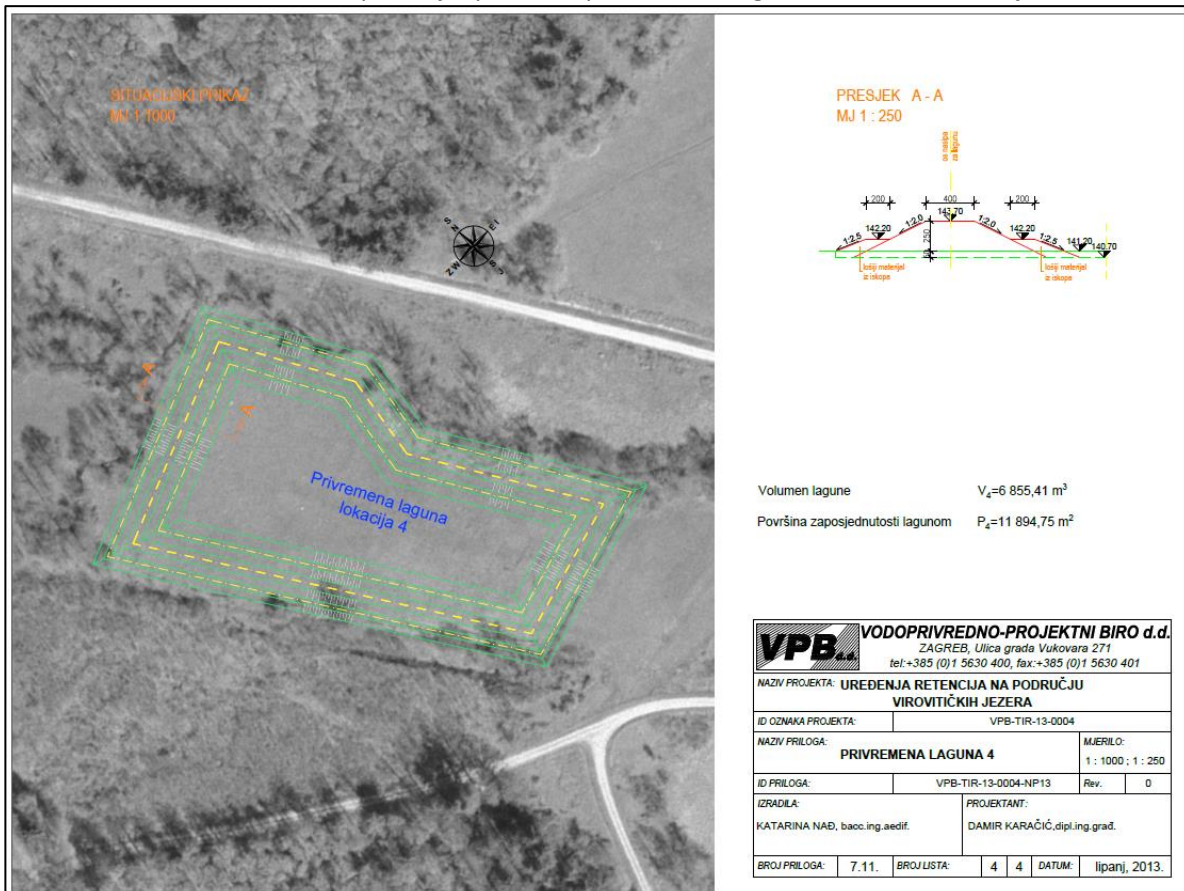 SITUACIJSKI PRIKAZ
MJ 1:1000
A
A
Privremena laguna
lokacija 4
PRESJEK A - A
MJ 1 : 250
os nasipa
za lagunu
200
400
200
143.70
1:2.0
1:2.0
142.20
142.20
1:2.5
1:2.5
250
141.20
140.70
lošiji materijal
iz iskopa
lošiji materijal
iz iskopa
Volumen lagune V₄=6 855,41 m³
Površina zaposjednutosti lagunom P₄=11 894,75 m²
VPB d.d.
VODOPRIVREDNO-PROJEKTNI BIRO d.d.
ZAGREB, Ulica grada Vukovara 271
tel:+385 (0)1 5630 400, fax:+385 (0)1 5630 401
NAZIV PROJEKTA: UREĐENJA RETENCIJA NA PODRUČJU
VIROVITIČKIH JEZERA
ID OZNAKA PROJEKTA: VPB-TIR-13-0004
NAZIV PRILOGA: MJERILO:
PRIVREMENA LAGUNA 4 1 : 1000 ; 1 : 250
ID PRILOGA: VPB-TIR-13-0004-NP13 Rev. 0
IZRADILA: PROJEKTANT:
KATARINA NAĐ, bacc.ing.aedif. DAMIR KARAČIĆ,dipl.ing.građ.
BROJ PRILOGA: 7.11. BROJ LISTA: 4 4 DATUM: lipanj, 2013.